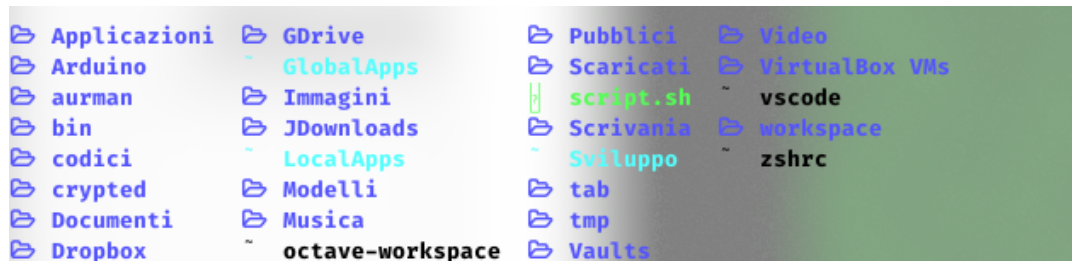 Applicazioni GDrive Pubblici Video
Arduino GlobalApps Scaricati VirtualBox VMs
aurman Immagini script.sh vscode
bin JDownloads Scrivania workspace
codici LocalApps Sviluppo zshrc
crypted Modelli tab
Documenti Musica tmp
Dropbox octave-workspace Vaults